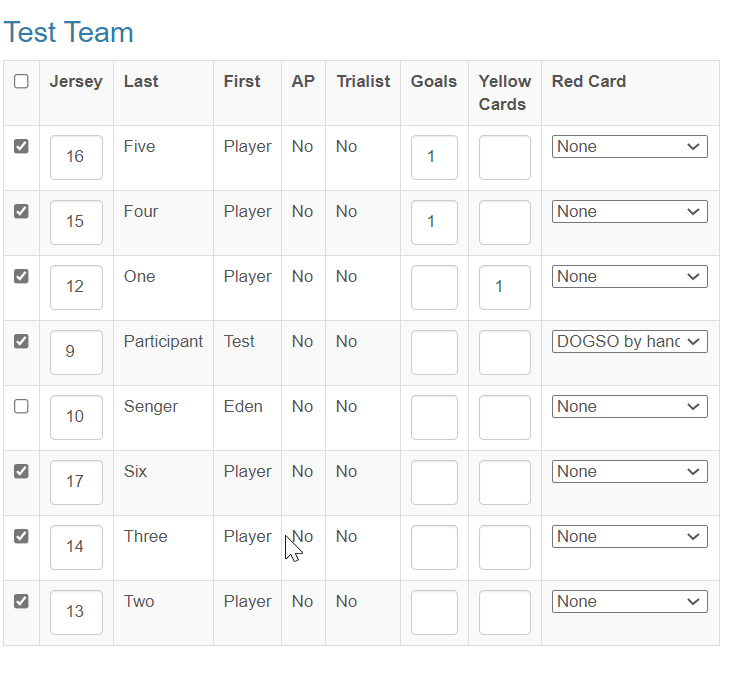 Test Team
Jersey Last First AP Trialist Goals Yellow Cards Red Card
16 Five Player No No 1 None
15 Four Player No No 1 None
12 One Player No No 1 None
9 Participant Test No No DOGSO by hanc
10 Senger Eden No No None
17 Six Player No No None
14 Three Player No No None
13 Two Player No No None